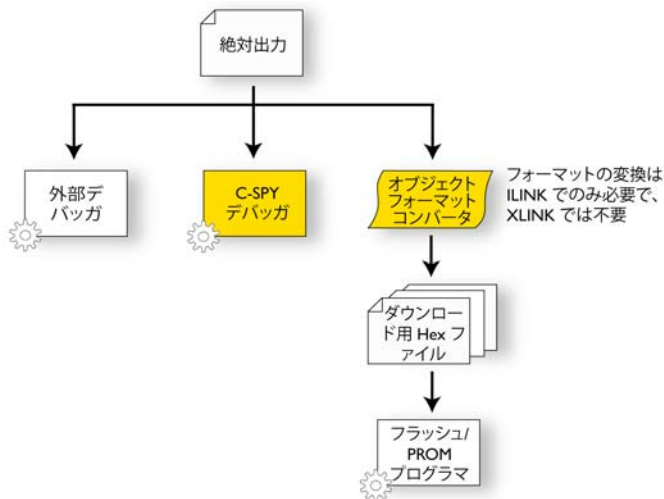 絶対出力
外部デ
バッガ
C-SPY
デバッガ
オブジェクト
フォーマット
コンバータ
フォーマットの変換は
ILINK でのみ必要で、
XLINK では不要
ダウンロー
ド用 Hex フ
ァイル
フラッシュ/
PROM
プログラマ